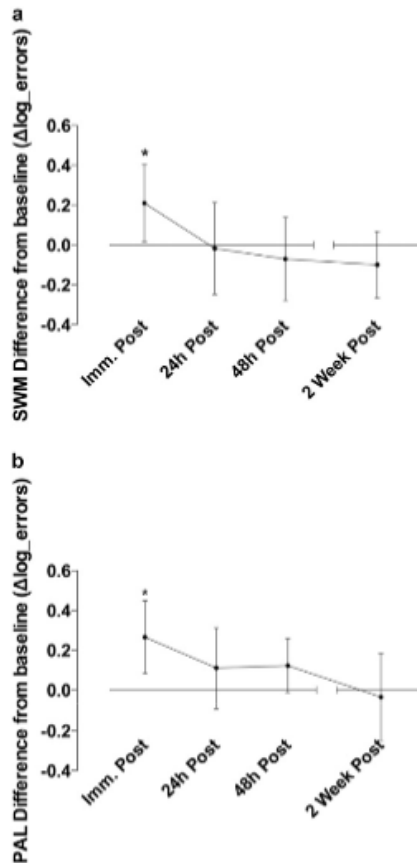 a
SWM Difference from baseline (Δlog_errors)
0.6
0.4
0.2
0.0
-0.2
-0.4
*
Imm. Post
24h Post
48h Post
2 Week Post
b
PAL Difference from baseline (Δlog_errors)
0.6
0.4
0.2
0.0
-0.2
-0.4
*
Imm. Post
24h Post
48h Post
2 Week Post